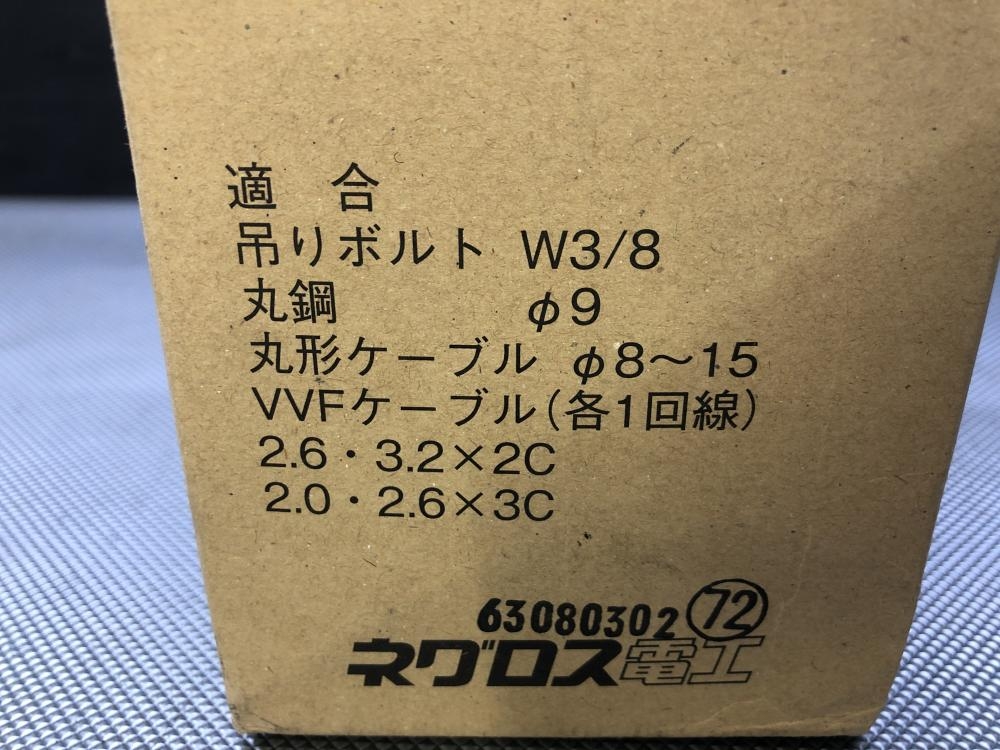 適 合
吊りボルト W3/8
丸鋼 φ9
丸形ケーブル φ8～15
VVFケーブル(各1回線)
2.6・3.2×2C
2.0・2.6×3C
63080302 72
ネグロス電工